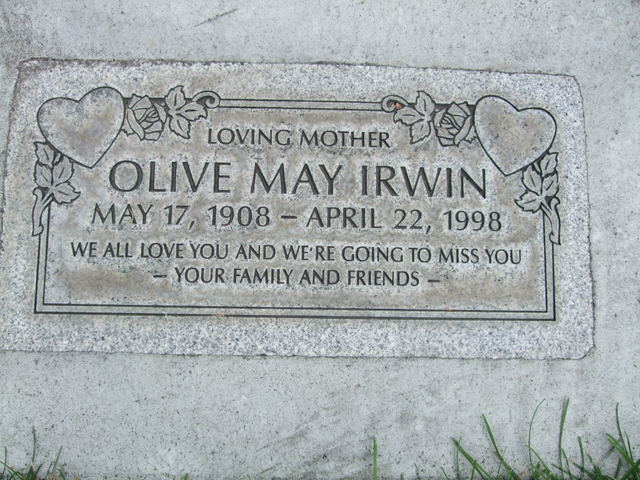 LOVING MOTHER
OLIVE MAY IRWIN
MAY 17, 1908 – APRIL 22, 1998
WE ALL LOVE YOU AND WE'RE GOING TO MISS YOU
– YOUR FAMILY AND FRIENDS –